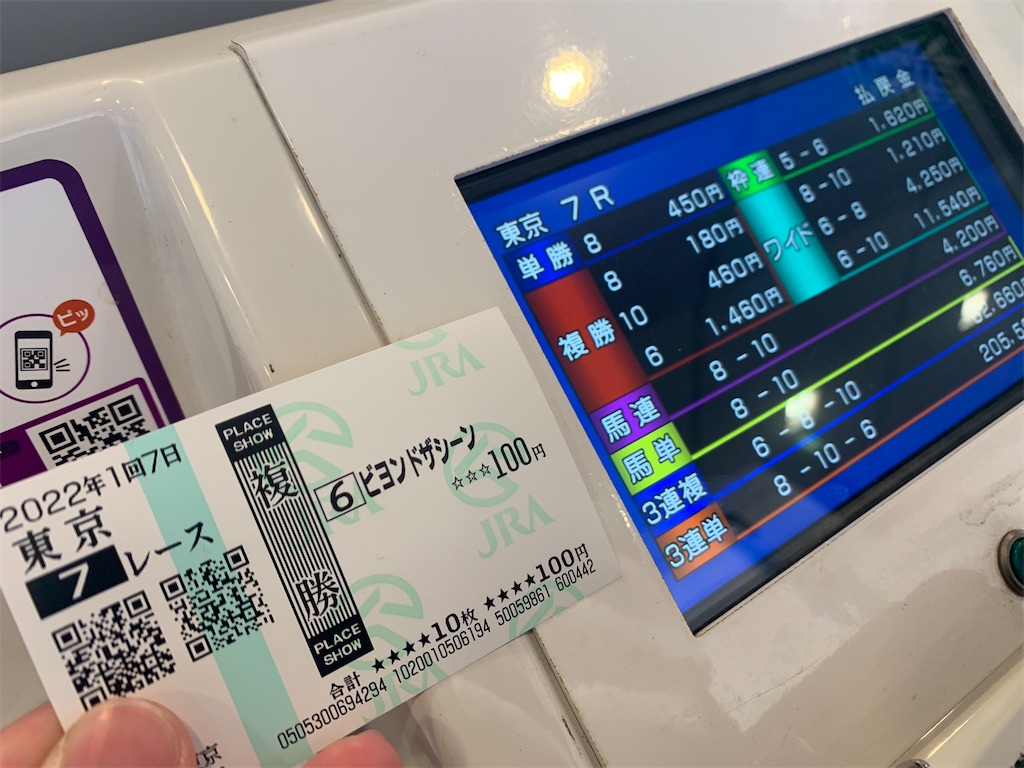 ピッ
2022年1回7日
東京
7レース
PLACE
SHOW
複勝
PLACE
SHOW
6 ビヨンドザシーン
☆☆☆100円
合計 ★★★★10枚 ★★★★100円
0505300694294 1020010506194 50059861 600442
JRA
JRA
東京 7R
払戻金
単勝 8 450円
複勝
8 180円
10 460円
6 1,460円
枠連 5-6 1,620円
ワイド
8-10 1,210円
6-8 4,250円
6-10 11,540円
馬連 8-10 4,200円
馬単 8-10 6,760円
3連複 6-8-10
3連単 8-10-6